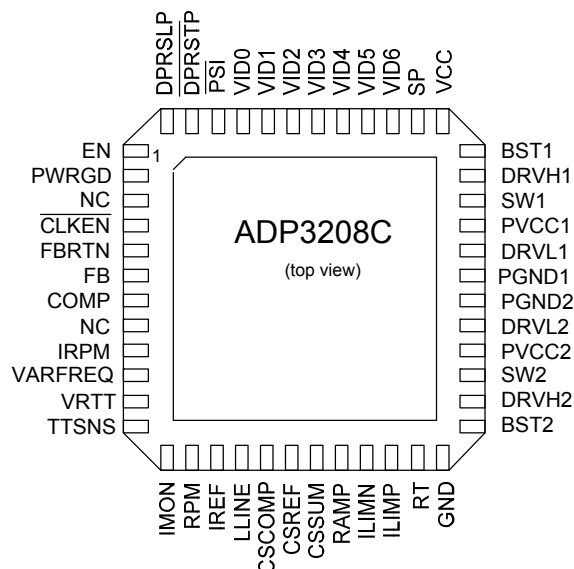 DPRSLP
DPRSTP
PSI
VID0
VID1
VID2
VID3
VID4
VID5
VID6
SP
VCC
EN
PWRGD
NC
CLKEN
FBRTN
FB
COMP
NC
IRPM
VARFREQ
VRTT
TTSNS
1
ADP3208C
(top view)
BST1
DRVH1
SW1
PVCC1
DRVL1
PGND1
PGND2
DRVL2
PVCC2
SW2
DRVH2
BST2
IMON
RPM
IREF
LLINE
CSCOMP
CSREF
CSSUM
RAMP
ILIMN
ILIMP
RT
GND